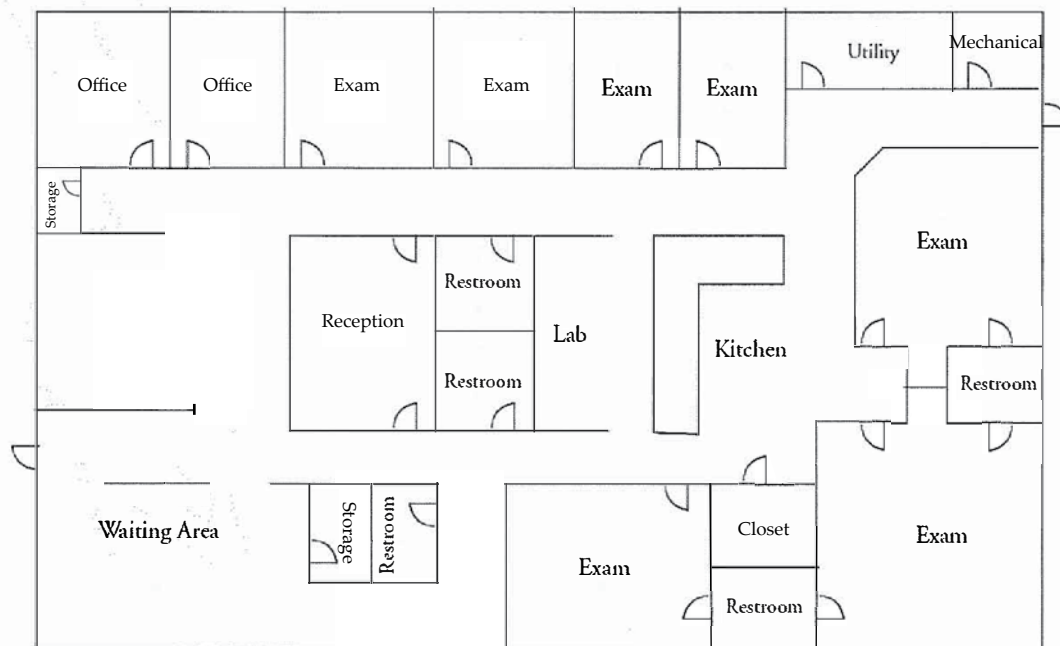 Office
Office
Exam
Exam
Exam
Exam
Utility
Mechanical
Storage
Exam
Reception
Restroom
Restroom
Lab
Kitchen
Restroom
Waiting Area
Storage
Restroom
Exam
Closet
Restroom
Exam